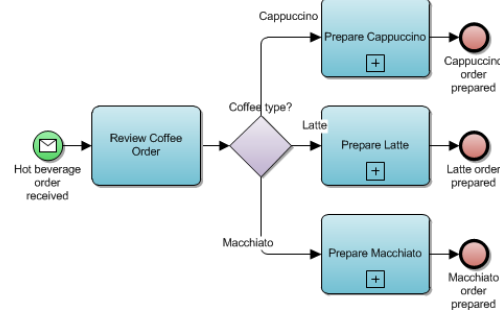 Cappuccino
Prepare Cappuccino
Cappuccino
order
prepared
Coffee type?
Review Coffee
Order
Hot beverage
order
received
Latte
Prepare Latte
Latte order
prepared
Macchiato
Prepare Macchiato
Macchiato
order
prepared